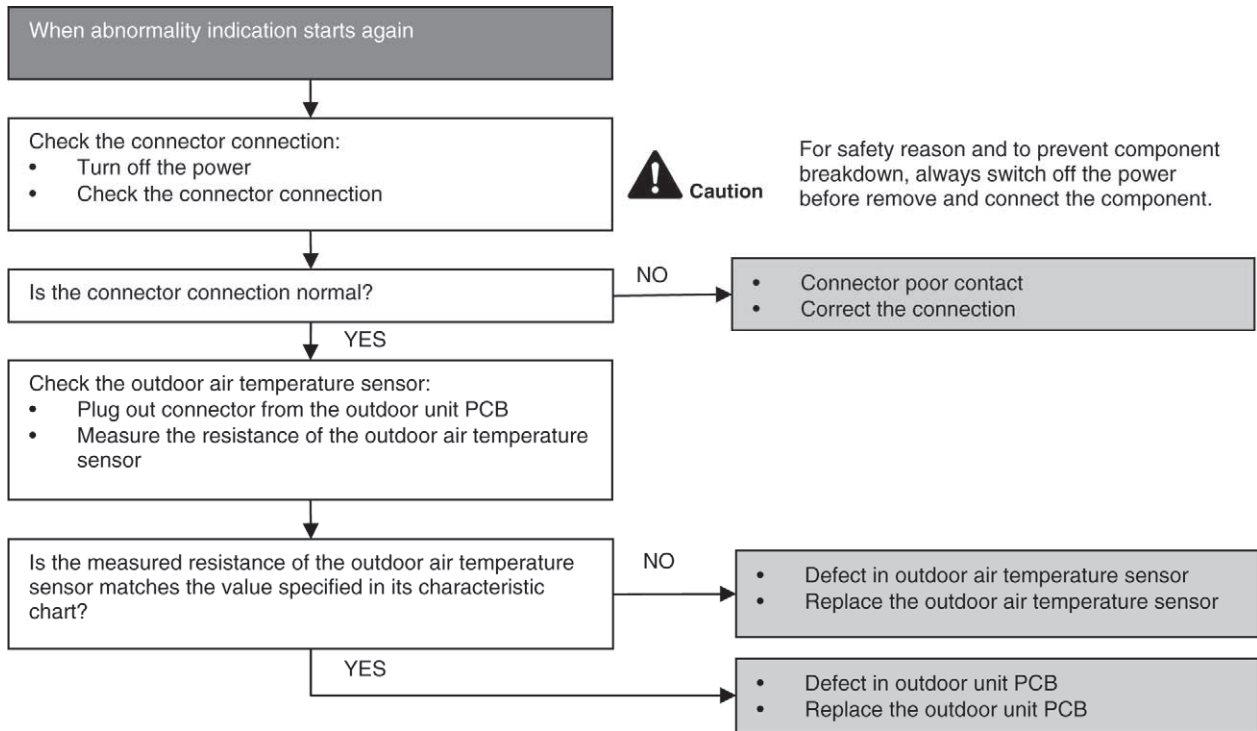 When abnormality indication starts again
Check the connector connection:
• Turn off the power
• Check the connector connection
Caution
For safety reason and to prevent component
breakdown, always switch off the power
before remove and connect the component.
Is the connector connection normal?
NO
• Connector poor contact
• Correct the connection
YES
Check the outdoor air temperature sensor:
• Plug out connector from the outdoor unit PCB
• Measure the resistance of the outdoor air temperature
sensor
Is the measured resistance of the outdoor air temperature
sensor matches the value specified in its characteristic
chart?
NO
• Defect in outdoor air temperature sensor
• Replace the outdoor air temperature sensor
YES
• Defect in outdoor unit PCB
• Replace the outdoor unit PCB